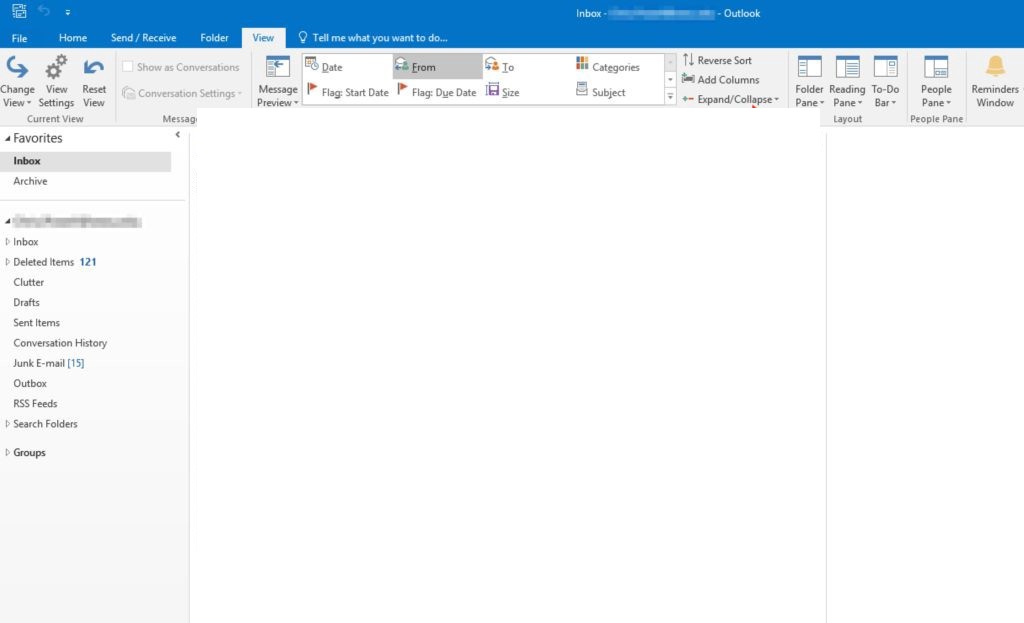 Inbox - - Outlook
File Home Send / Receive Folder View Tell me what you want to do...
Show as Conversations Date From To Categories Reverse Sort
Add Columns
Change View Settings Reset Conversation Settings Message Flag: Start Date Flag: Due Date Size Subject Expand/Collapse Folder Reading To-Do People Reminders
View Settings View Preview Pane Pane Bar Pane Window
Current View Messag Layout People Pane
Favorites
Inbox
Archive
Inbox
Deleted Items 121
Clutter
Drafts
Sent Items
Conversation History
Junk E-mail [15]
Outbox
RSS Feeds
Search Folders
Groups